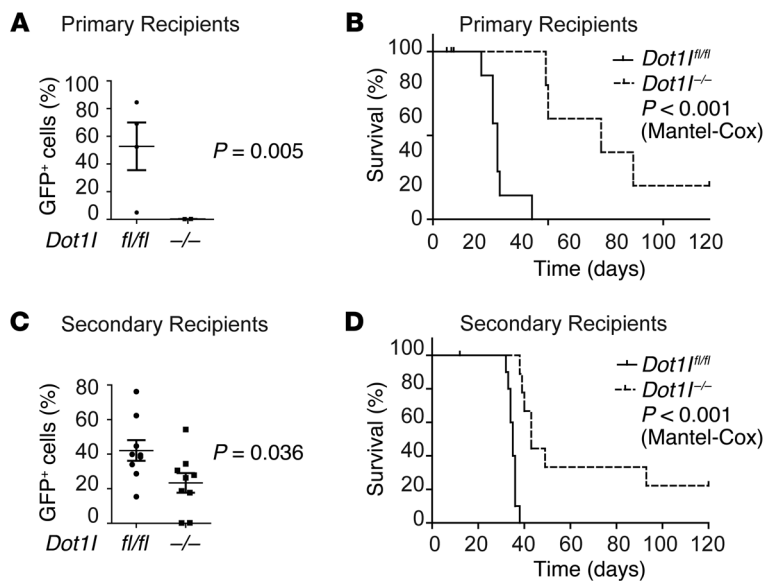 A Primary Recipients
GFP⁺ cells (%)
100
80
60
40
20
0
P = 0.005
Dot1l fl/fl –/–
B Primary Recipients
Survival (%)
100
80
60
40
20
0
0 20 40 60 80 100 120
Time (days)
Dot1l fl/fl
Dot1l –/–
P < 0.001
(Mantel-Cox)
C Secondary Recipients
GFP⁺ cells (%)
80
60
40
20
0
P = 0.036
Dot1l fl/fl –/–
D Secondary Recipients
Survival (%)
100
80
60
40
20
0
0 20 40 60 80 100 120
Time (days)
Dot1l fl/fl
Dot1l –/–
P < 0.001
(Mantel-Cox)